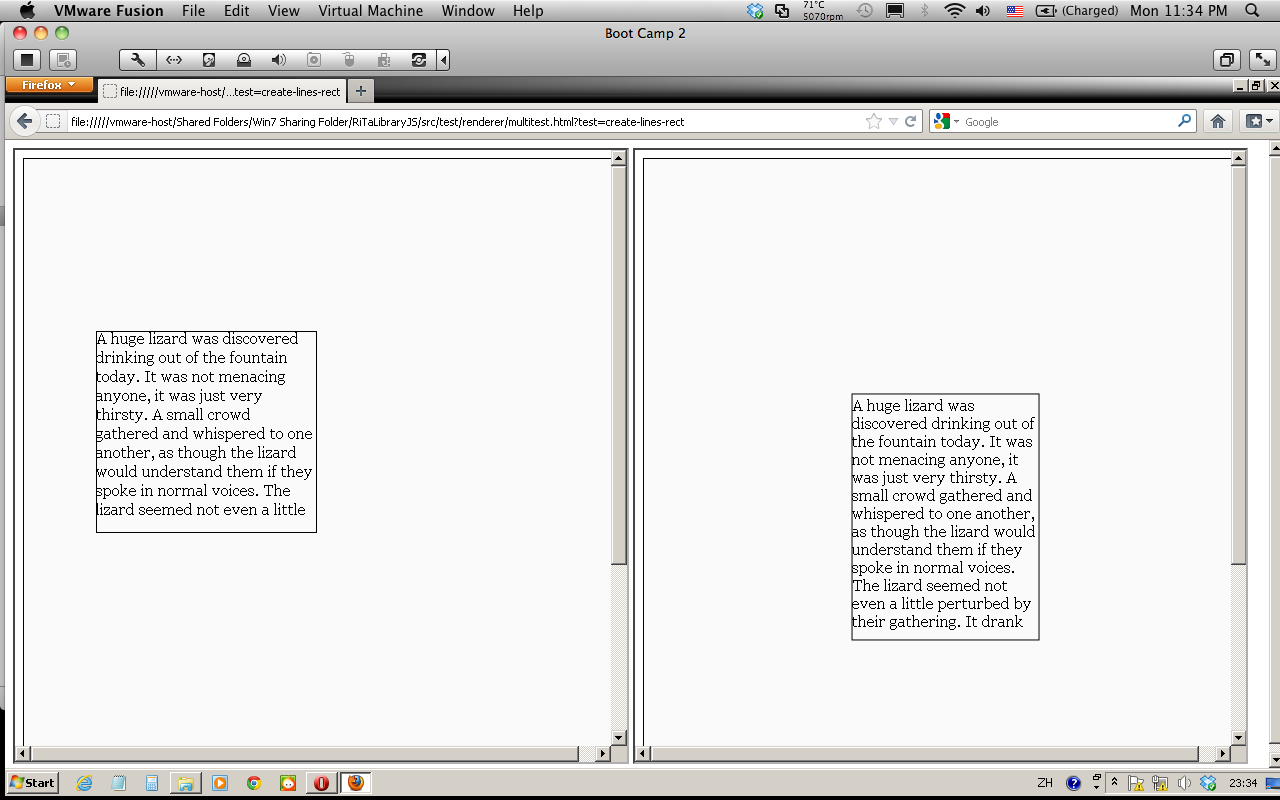 VMware Fusion File Edit View Virtual Machine Window Help 71°C 5070rpm (Charged) Mon 11:34 PM
Boot Camp 2
Firefox
file://///vmware-host/...test=create-lines-rect
file://///vmware-host/Shared Folders/Win7 Sharing Folder/RiTaLibraryJS/src/test/renderer/multitest.html?test=create-lines-rect
Google
A huge lizard was discovered
drinking out of the fountain
today. It was not menacing
anyone, it was just very
thirsty. A small crowd
gathered and whispered to one
another, as though the lizard
would understand them if they
spoke in normal voices. The
lizard seemed not even a little
A huge lizard was
discovered drinking out of
the fountain today. It was
not menacing anyone, it
was just very thirsty. A
small crowd gathered and
whispered to one another,
as though the lizard would
understand them if they
spoke in normal voices.
The lizard seemed not
even a little perturbed by
their gathering. It drank
Start ZH 23:34